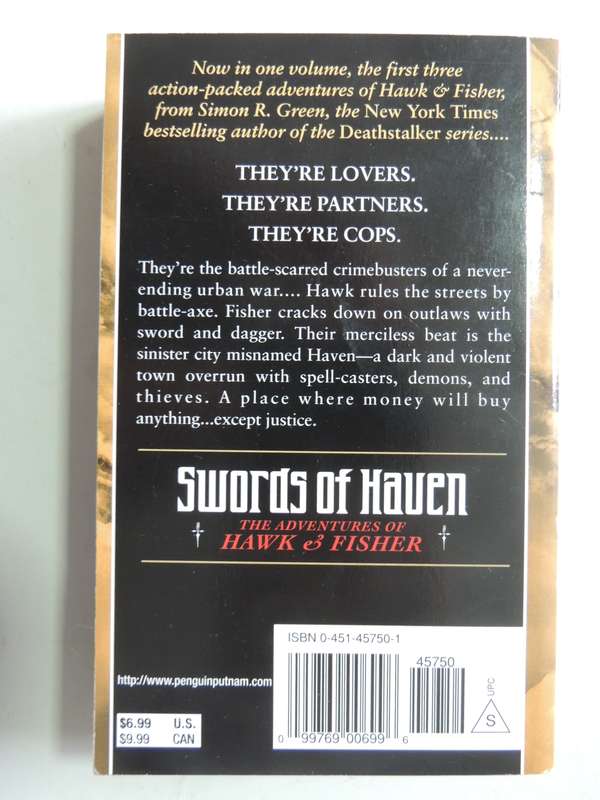 Now in one volume, the first three
action-packed adventures of Hawk & Fisher,
from Simon R. Green, the New York Times
bestselling author of the Deathstalker series....
THEY'RE LOVERS.
THEY'RE PARTNERS.
THEY'RE COPS.
They're the battle-scarred crimebusters of a never-
ending urban war.... Hawk rules the streets by
battle-axe. Fisher cracks down on outlaws with
sword and dagger. Their merciless beat is the
sinister city misnamed Haven—a dark and violent
town overrun with spell-casters, demons, and
thieves. A place where money will buy
anything...except justice.
Swords of Haven
THE ADVENTURES OF
HAWK & FISHER
ISBN 0-451-45750-1
45750
http://www.penguinputnam.com
UPC
S
$6.99 U.S.
$9.99 CAN
0 99769 00699 6